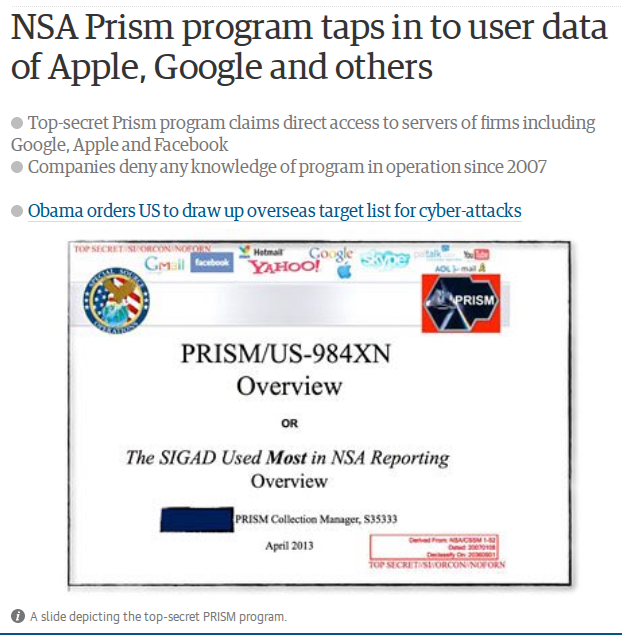 NSA Prism program taps in to user data
of Apple, Google and others
Top-secret Prism program claims direct access to servers of firms including
Google, Apple and Facebook
Companies deny any knowledge of program in operation since 2007
Obama orders US to draw up overseas target list for cyber-attacks
TOP SECRET//SI//ORCON//NOFORN
Gmail facebook Hotmail YAHOO! Google skype paltalk YouTube
AOL mail
SPECIAL SOURCE
OPERATIONS
PRISM
PRISM/US-984XN
Overview
OR
The SIGAD Used Most in NSA Reporting
Overview
PRISM Collection Manager, S35333
April 2013
Derived From: NSA/CSSM 1-52
Dated: 20070108
Declassify On: 20360901
TOP SECRET//SI//ORCON//NOFORN
A slide depicting the top-secret PRISM program.